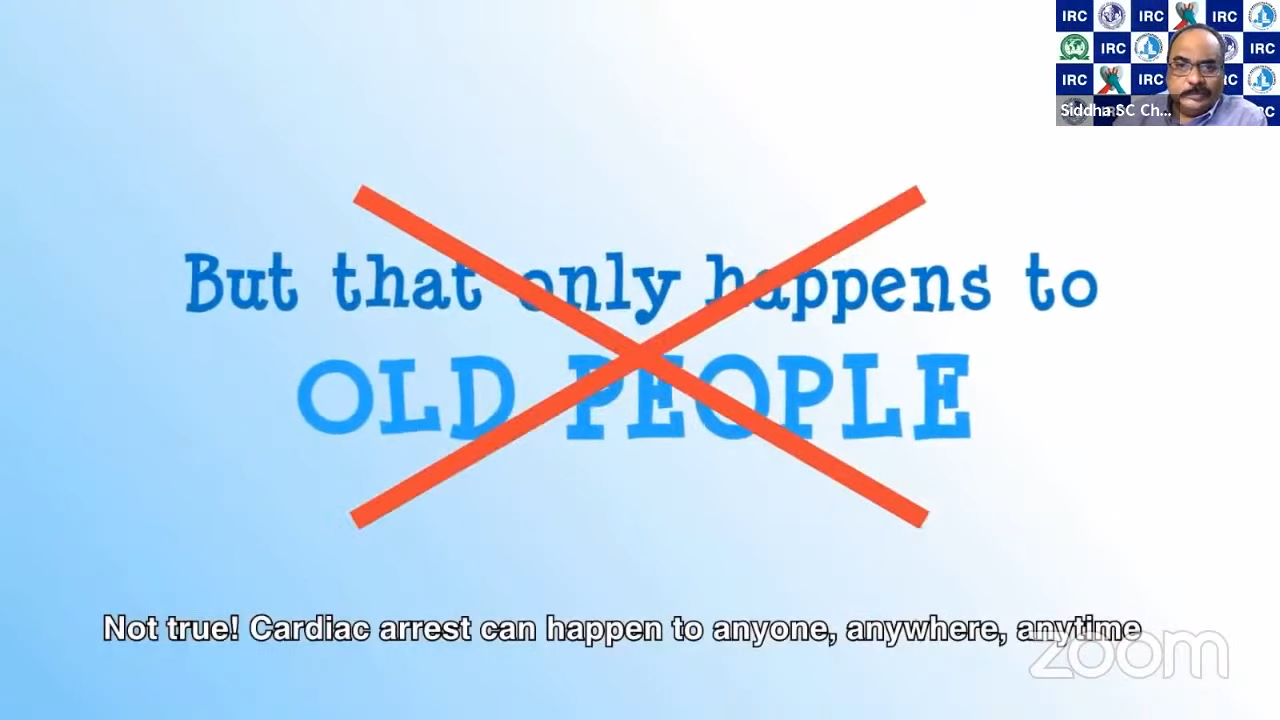 IRC IRC IRC
IRC IRC
IRC IRC RC
Siddha SC Ch...
But that only happens to
OLD PEOPLE
Not true! Cardiac arrest can happen to anyone, anywhere, anytime
zoom